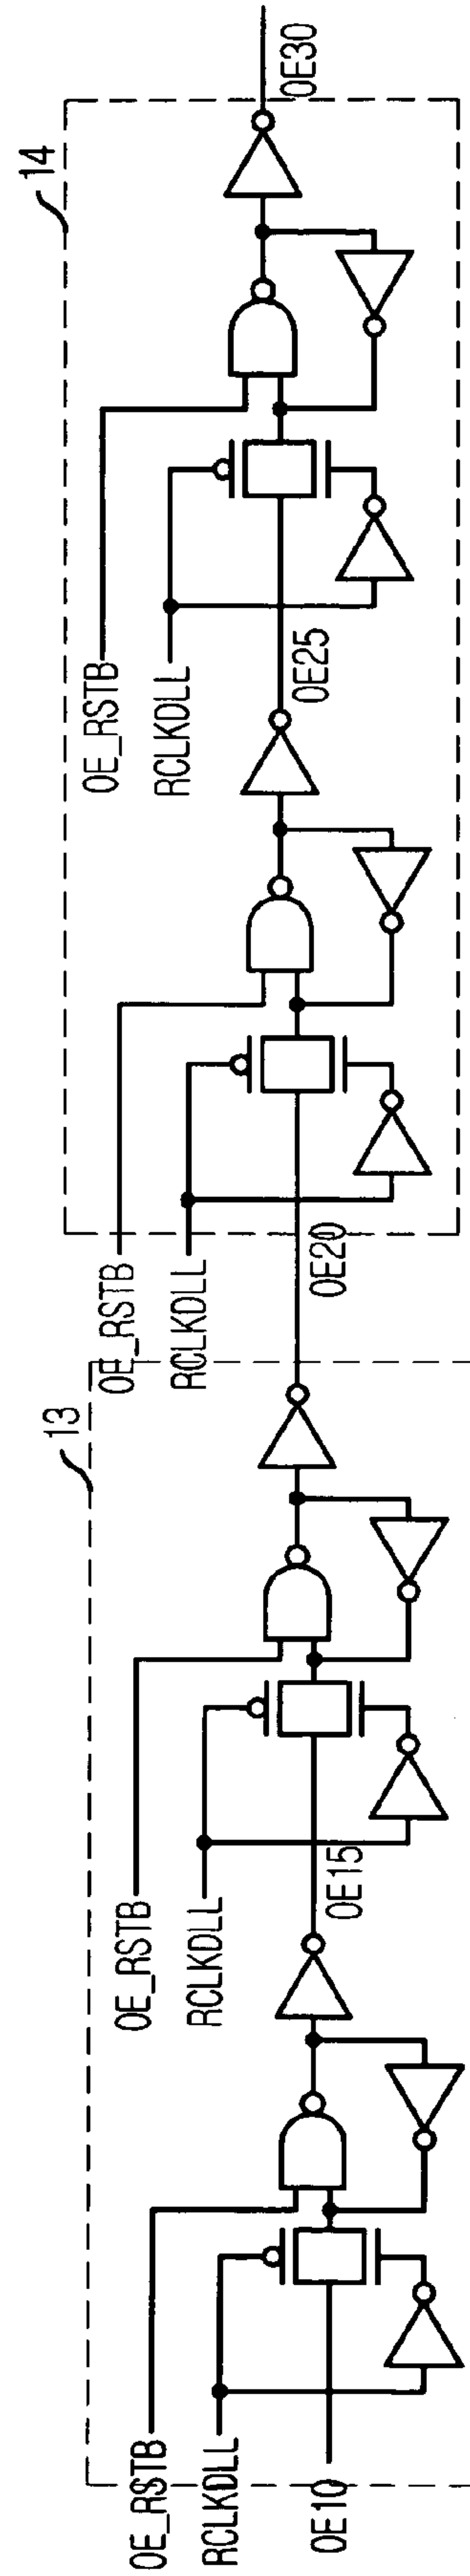 13
OE_RSTB
RCLKDLL
OE10
OE_RSTB
RCLKDLL
OE15
OE_RSTB
RCLKDLL
OE20
14
OE_RSTB
RCLKDLL
OE25
OE30